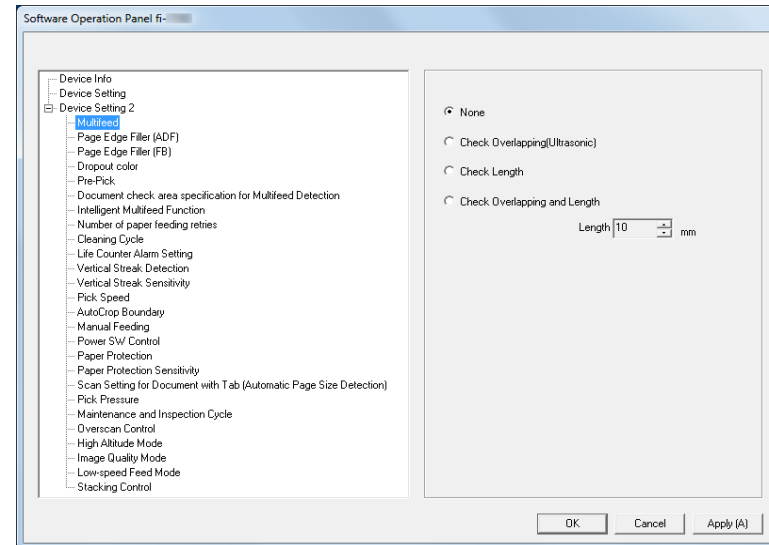 Software Operation Panel fi-
Device Info
Device Setting
Device Setting 2
Multifeed
Page Edge Filler (ADF)
Page Edge Filler (FB)
Dropout color
Pre-Pick
Document check area specification for Multifeed Detection
Intelligent Multifeed Function
Number of paper feeding retries
Cleaning Cycle
Life Counter Alarm Setting
Vertical Streak Detection
Vertical Streak Sensitivity
Pick Speed
AutoCrop Boundary
Manual Feeding
Power SW Control
Paper Protection
Paper Protection Sensitivity
Scan Setting for Document with Tab (Automatic Page Size Detection)
Pick Pressure
Maintenance and Inspection Cycle
Overscan Control
High Altitude Mode
Image Quality Mode
Low-speed Feed Mode
Stacking Control
None
Check Overlapping(Ultrasonic)
Check Length
Check Overlapping and Length
Length 10 mm
OK Cancel Apply (A)